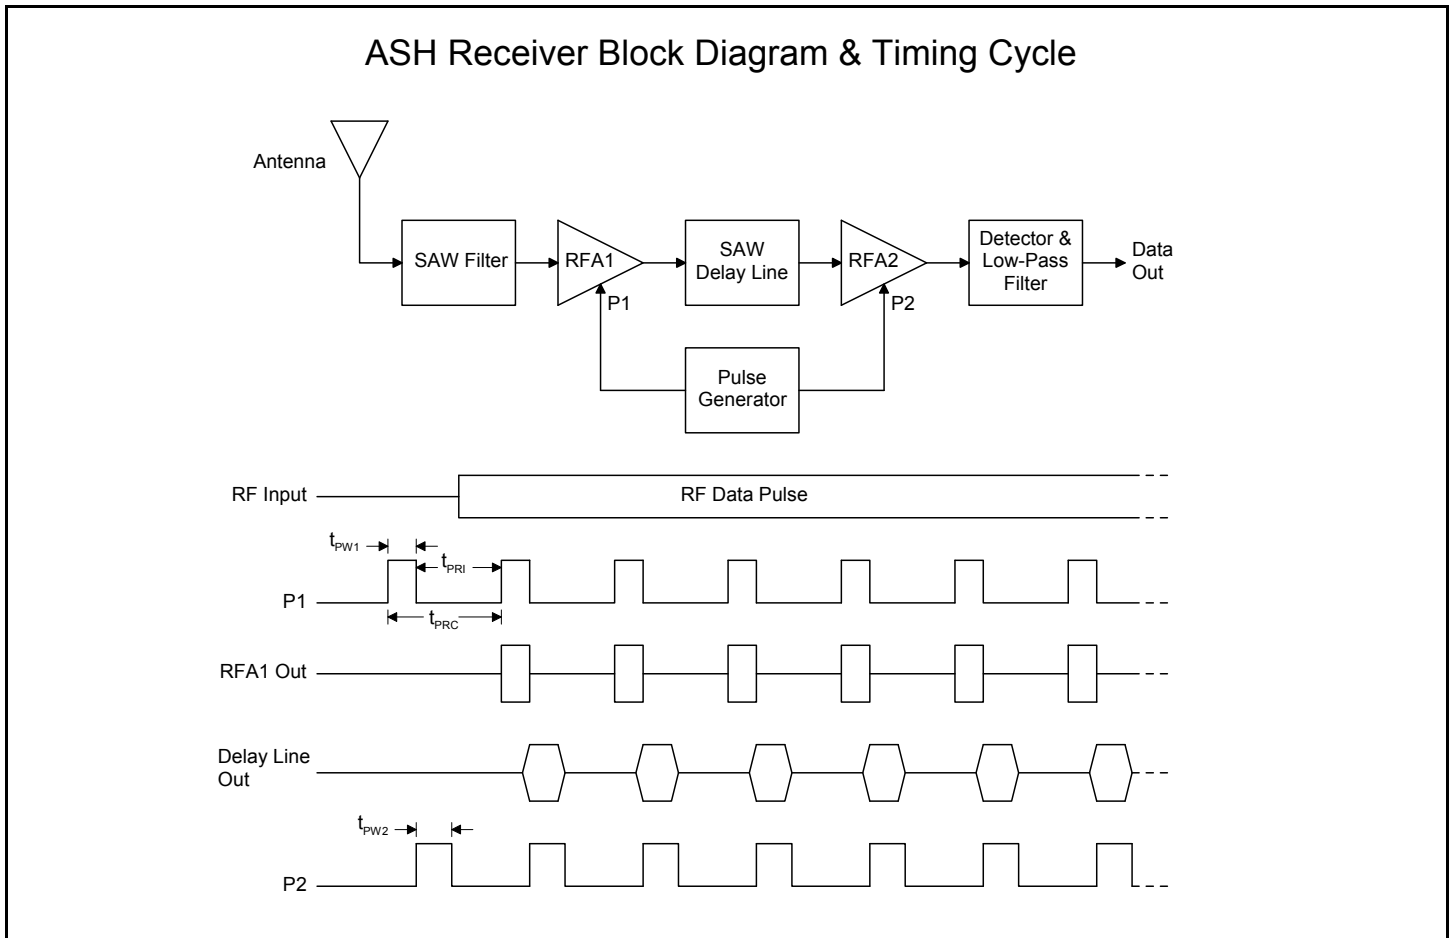 ASH Receiver Block Diagram & Timing Cycle
Antenna
SAW Filter
RFA1
SAW
Delay Line
RFA2
Detector &
Low-Pass
Filter
Data
Out
P1
P2
Pulse
Generator
RF Input
RF Data Pulse
tPW1
tPRI
P1
tPRC
RFA1 Out
Delay Line
Out
tPW2
P2